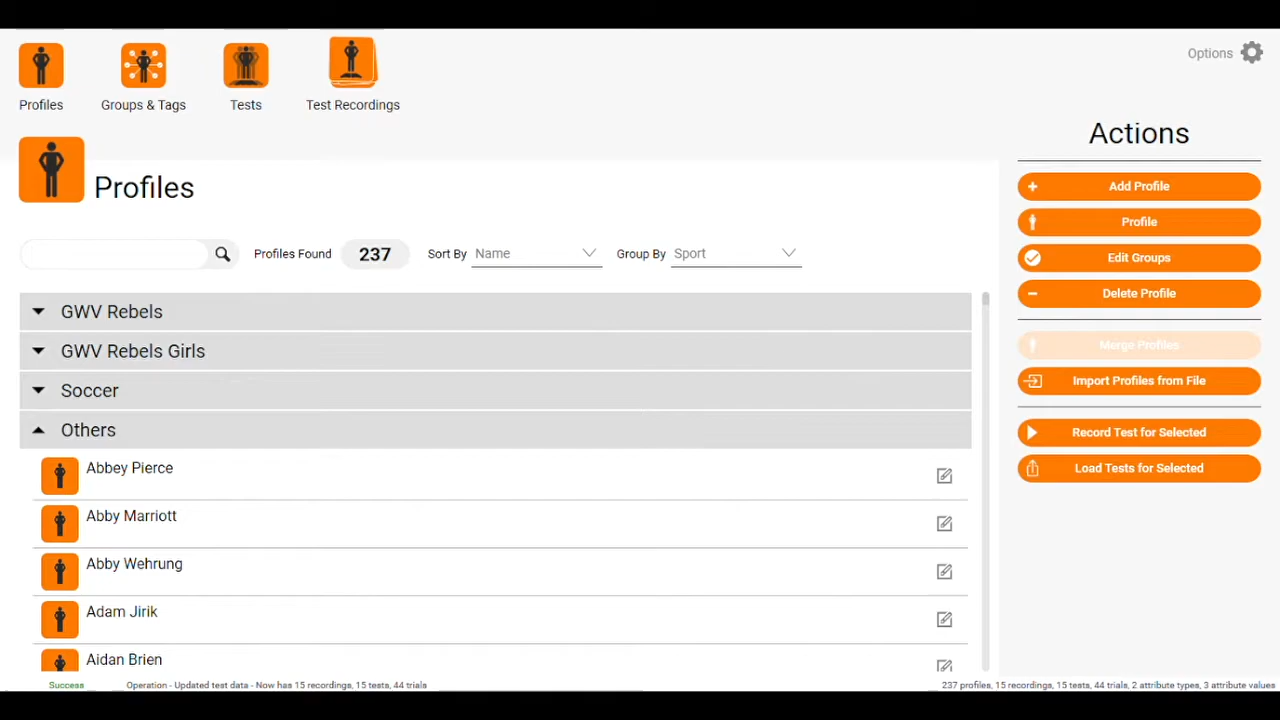 Profiles
Groups & Tags
Tests
Test Recordings
Options
Profiles
Profiles Found 237 Sort By Name Group By Sport
GWV Rebels
GWV Rebels Girls
Soccer
Others
Abbey Pierce
Abby Marriott
Abby Wehrung
Adam Jirik
Aidan Brien
Actions
Add Profile
Profile
Edit Groups
Delete Profile
Merge Profiles
Import Profiles from File
Record Test for Selected
Load Tests for Selected
Success Operation - Updated test data - Now has 15 recordings, 15 tests, 44 trials
237 profiles, 15 recordings, 15 tests, 44 trials, 2 attribute types, 3 attribute values